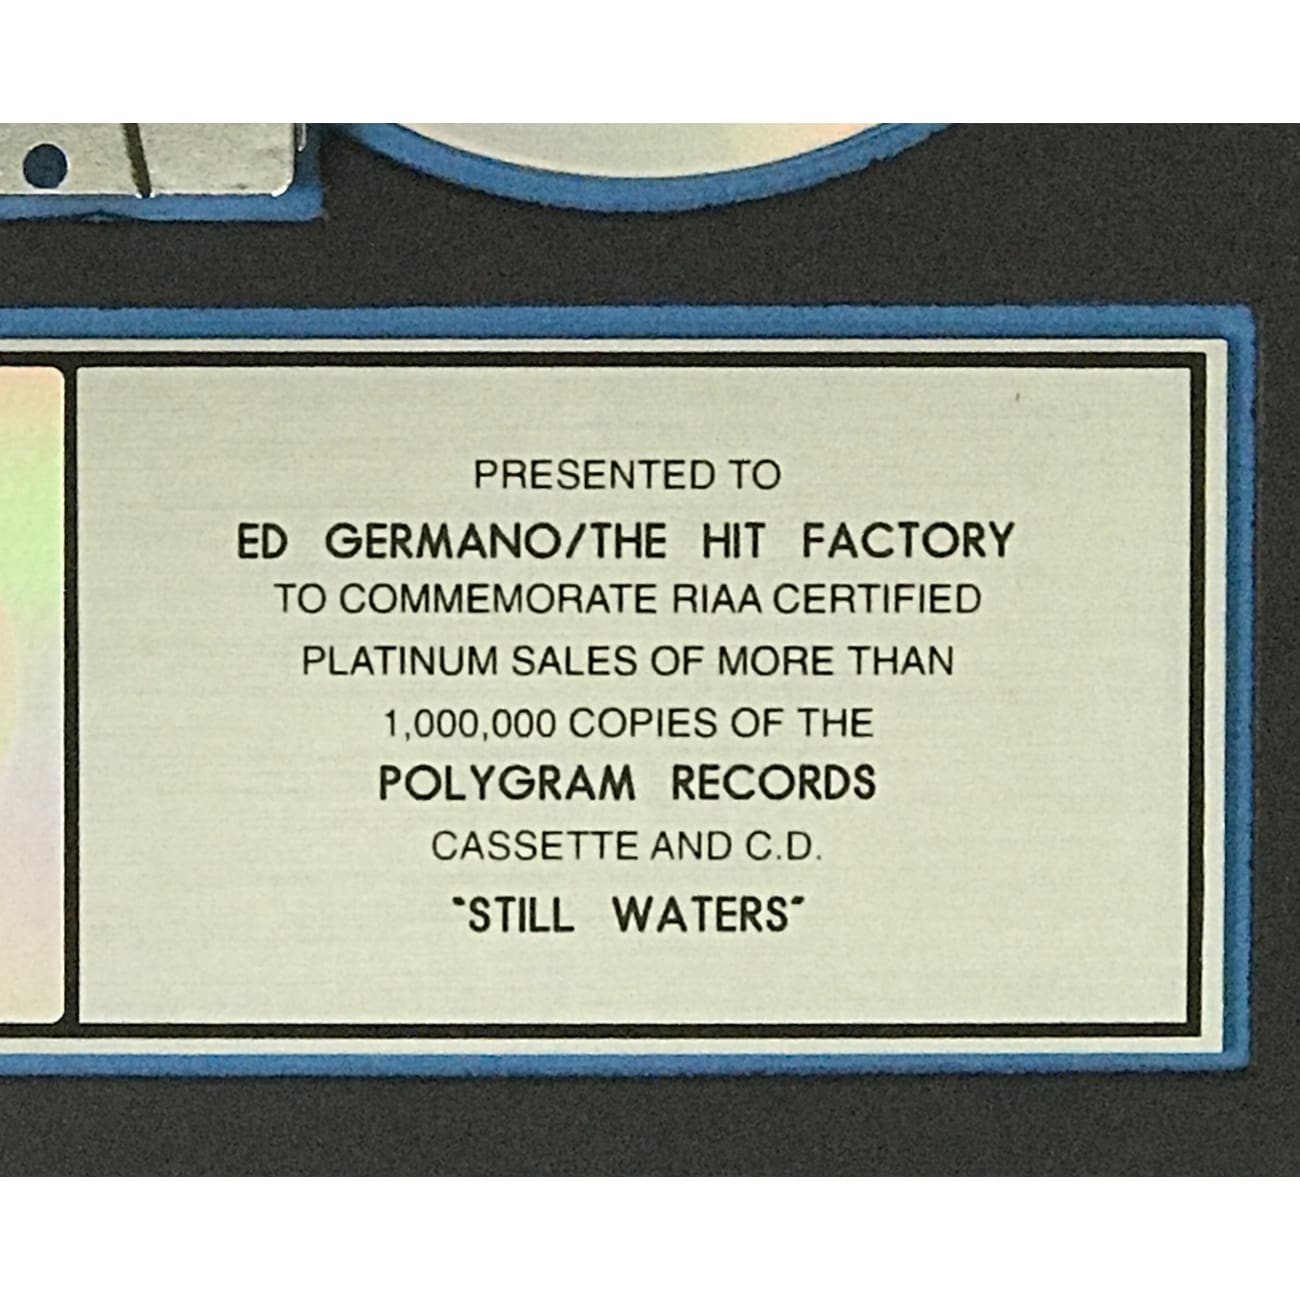 PRESENTED TO
ED GERMANO/THE HIT FACTORY
TO COMMEMORATE RIAA CERTIFIED
PLATINUM SALES OF MORE THAN
1,000,000 COPIES OF THE
POLYGRAM RECORDS
CASSETTE AND C.D.
"STILL WATERS"